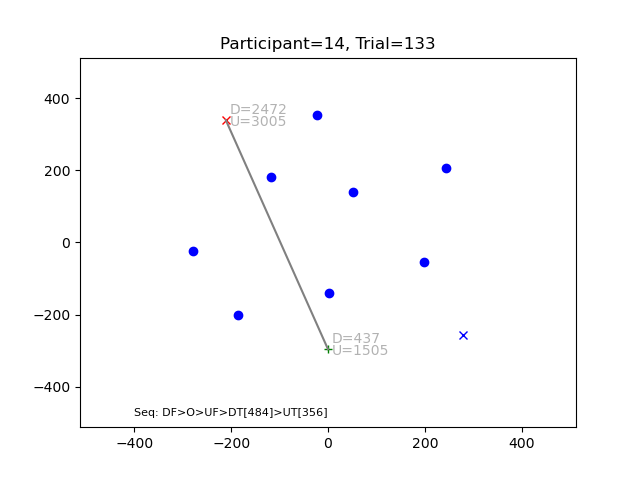 Participant=14, Trial=133
D=2472
U=3005
D=437
U=1505
Seq: DF>O>UF>DT[484]>UT[356]
400
200
0
−200
−400
−400
−200
0
200
400